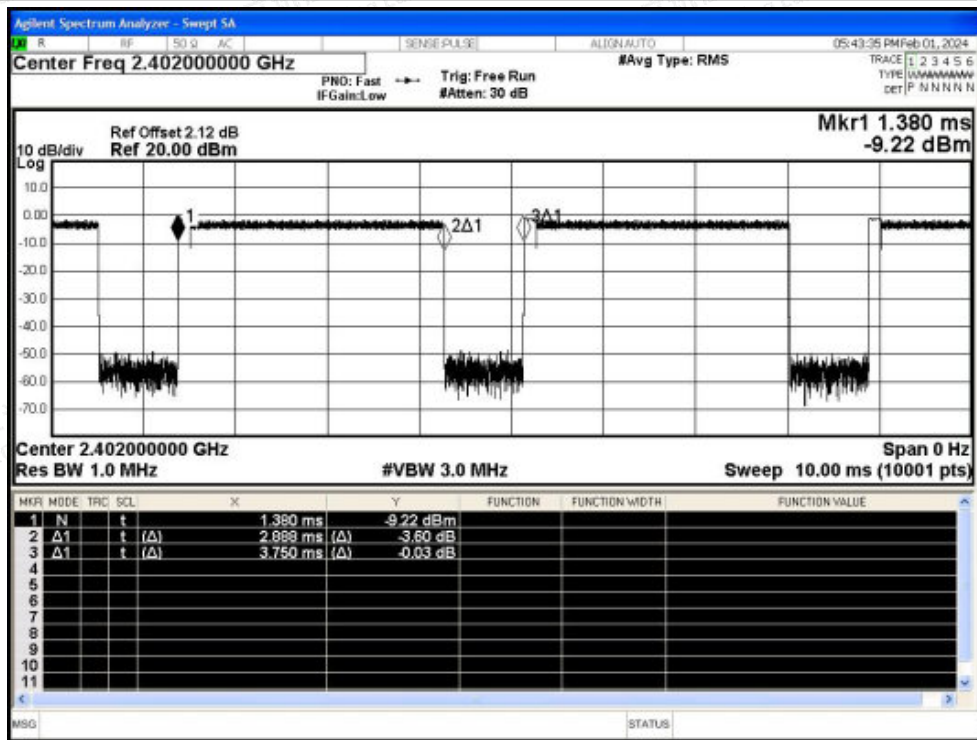 Agilent Spectrum Analyzer - Swept SA
R RF 50 Ω AC SENSE:PULSE ALIGNAUTO 05:43:35 PM Feb 01, 2024
Center Freq 2.402000000 GHz #Avg Type: RMS TRACE 1 2 3 4 5 6
PNO: Fast Trig: Free Run TYPE
IFGain:Low #Atten: 30 dB DET P N N N N N
Mkr1 1.380 ms
Ref Offset 2.12 dB
10 dB/div Ref 20.00 dBm -9.22 dBm
Log
10.0
0.00
1 2Δ1 3Δ1
-10.0
-20.0
-30.0
-40.0
-50.0
-60.0
-70.0
Center 2.402000000 GHz Span 0 Hz
Res BW 1.0 MHz #VBW 3.0 MHz Sweep 10.00 ms (10001 pts)
MKR MODE TRC SCL X Y FUNCTION FUNCTION WIDTH FUNCTION VALUE
1 N t 1.380 ms -9.22 dBm
2 Δ1 t (Δ) 2.888 ms (Δ) -3.60 dB
3 Δ1 t (Δ) 3.750 ms (Δ) -0.03 dB
4
5
6
7
8
9
10
11
MSG STATUS